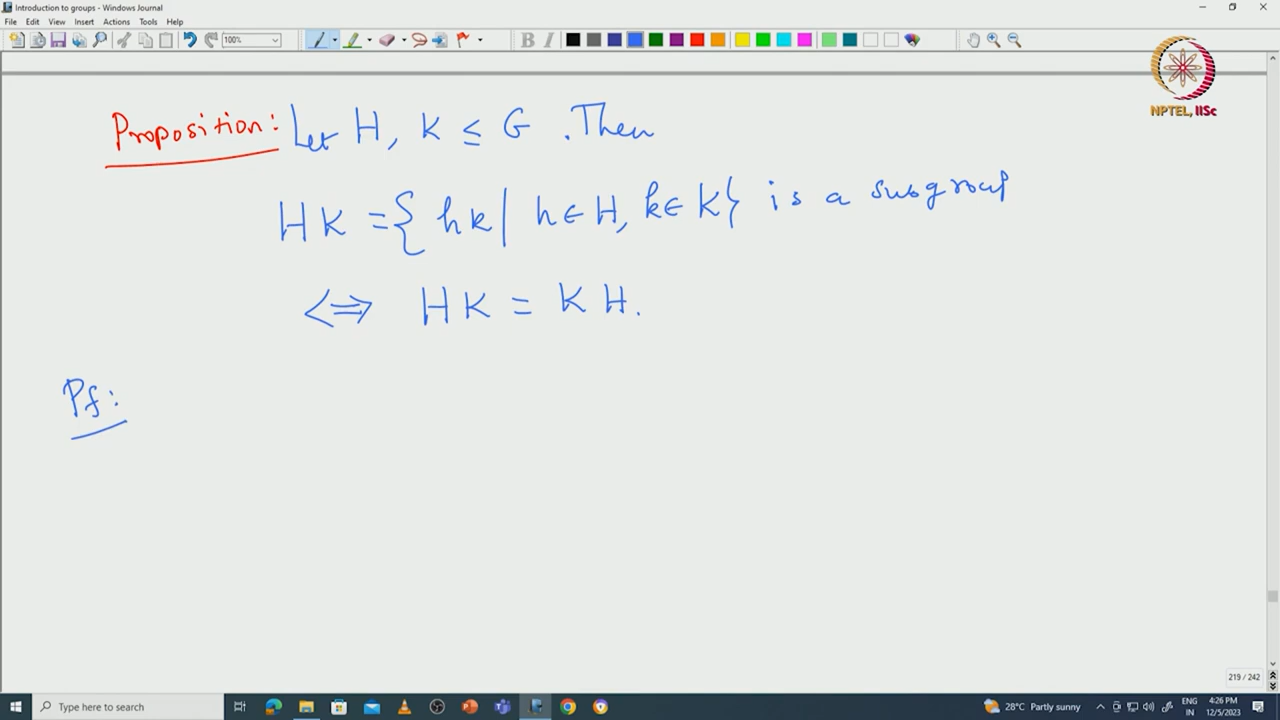 Introduction to groups - Windows Journal
File Edit View Insert Actions Tools Help
100%
B I
NPTEL, IISc
Proposition: Let H, K ≤ G. Then
HK = { hk | h ∈ H, k ∈ K } is a subgroup
⟺ HK = KH.
Pf:
219 / 242
Type here to search
28°C Partly sunny
ENG
IN
4:26 PM
12/5/2023